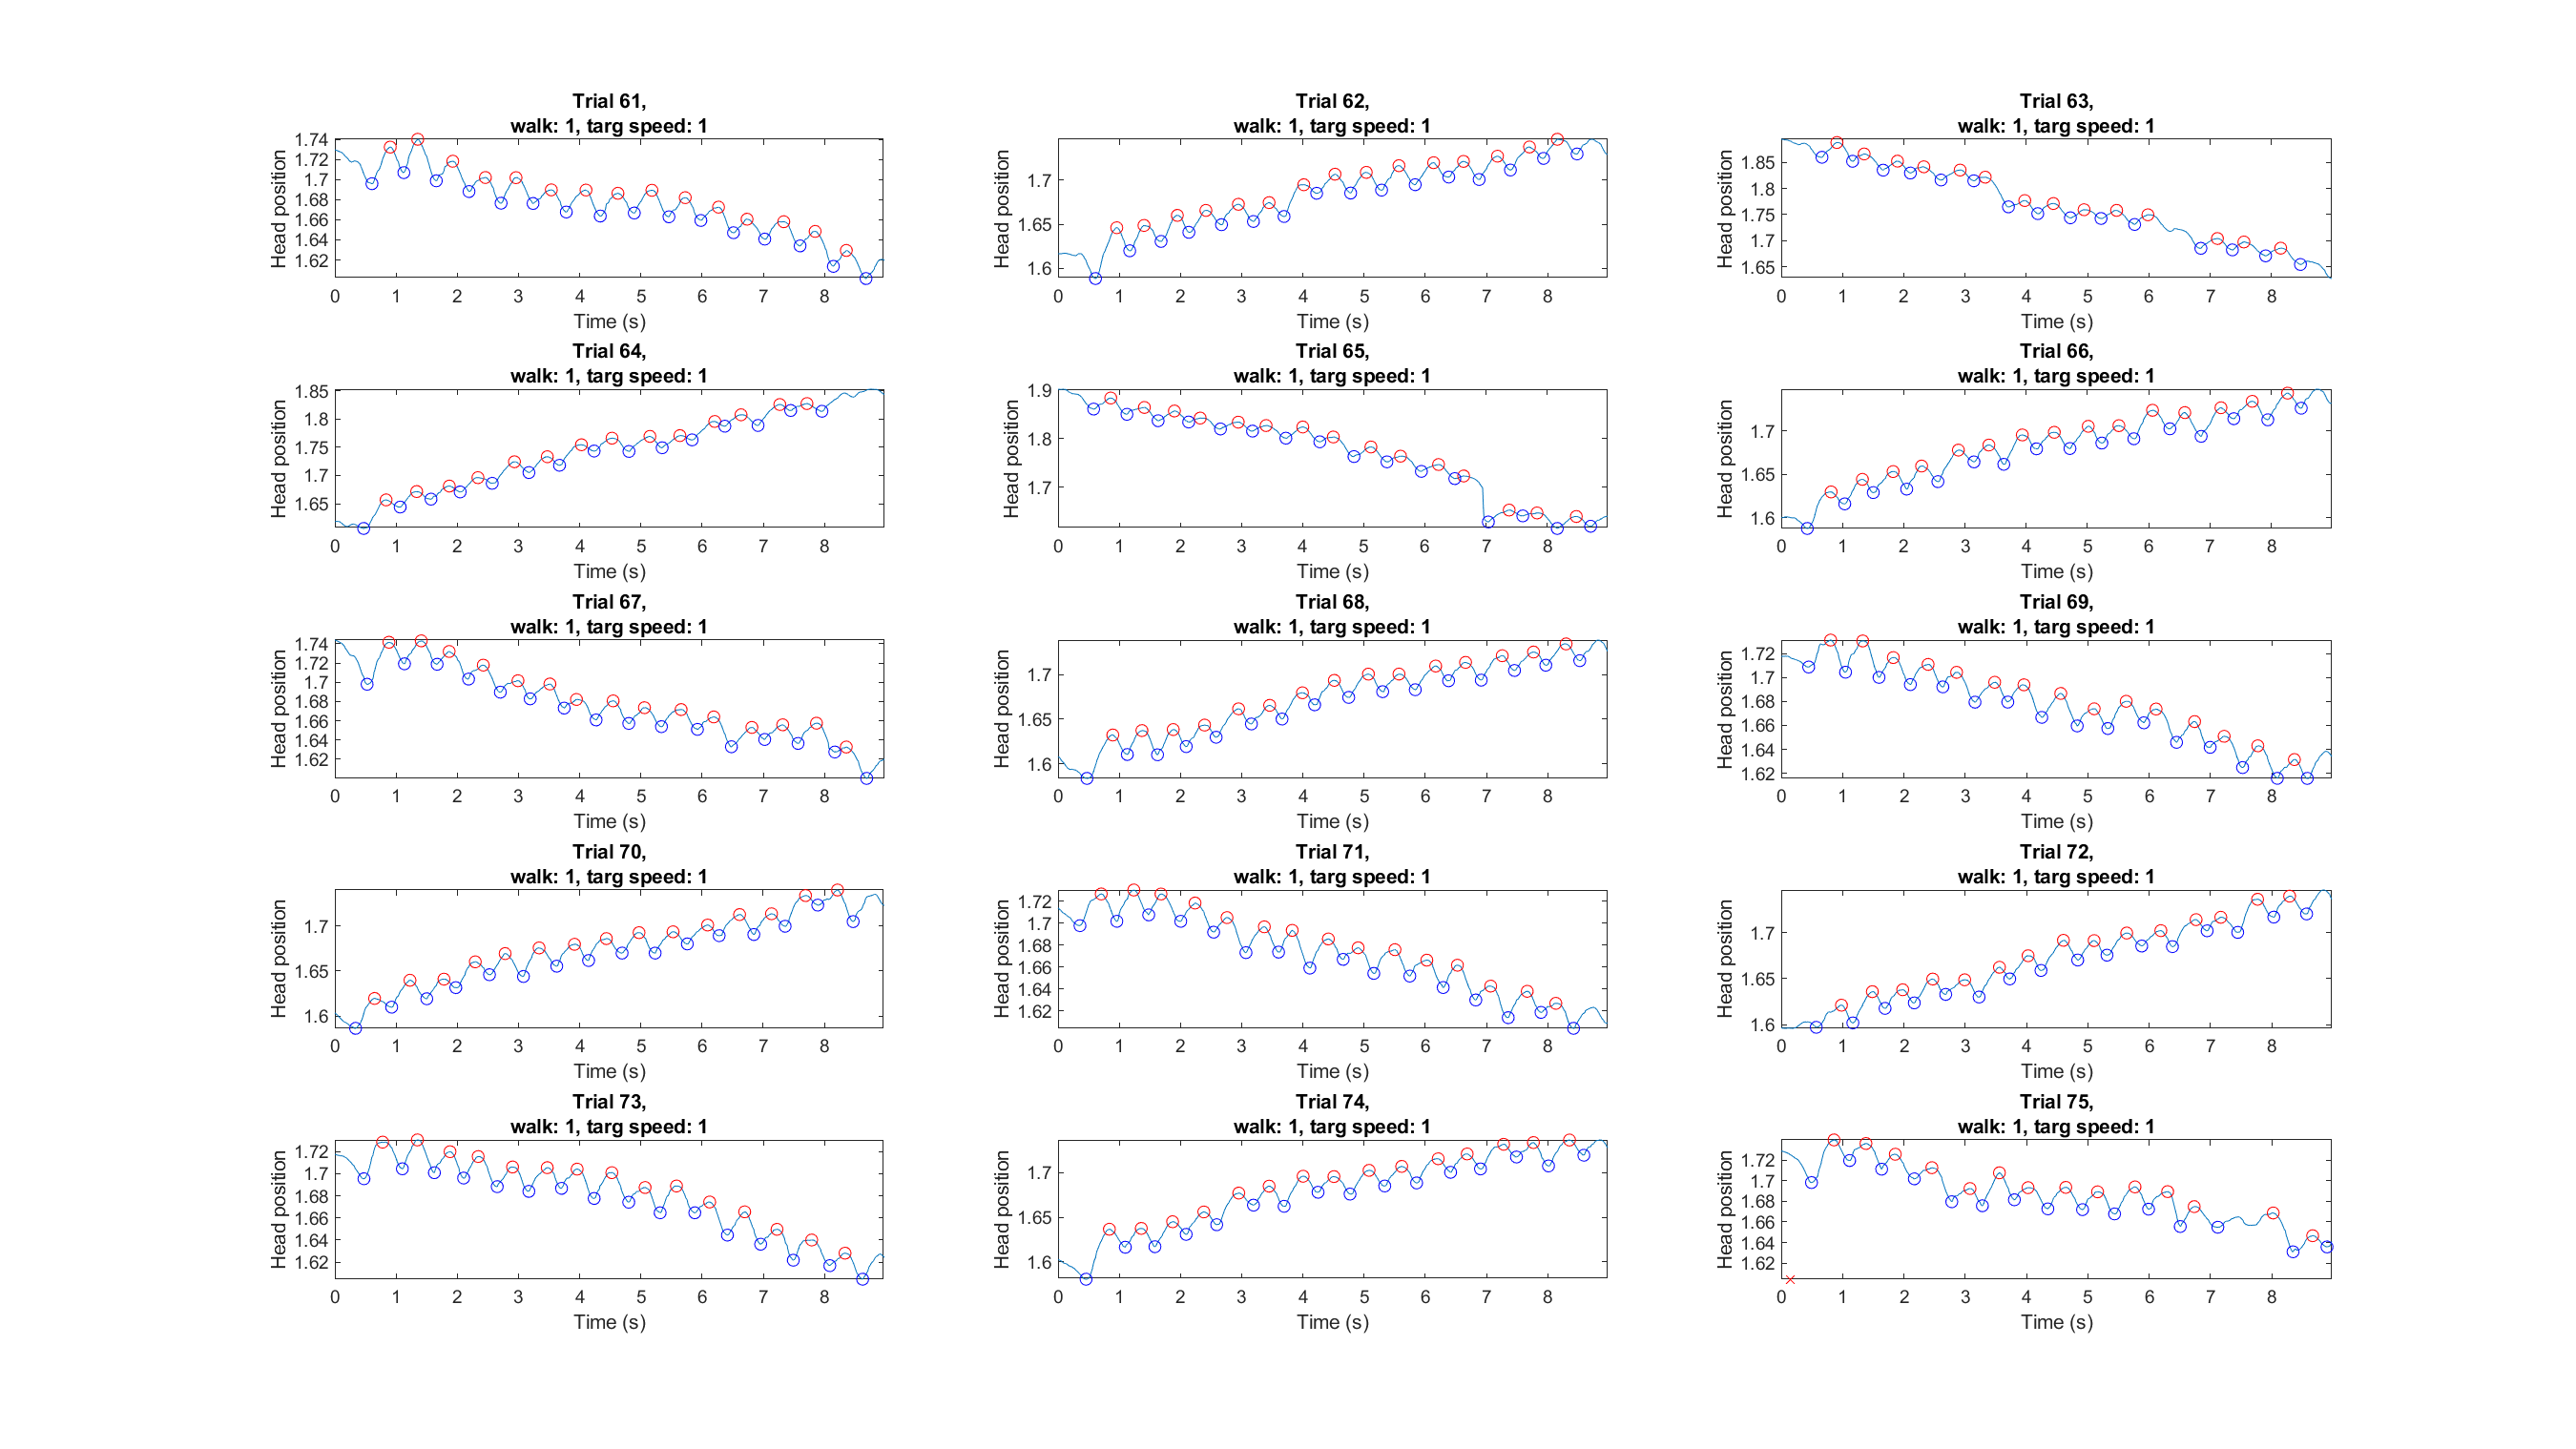 Trial 61,
walk: 1, targ speed: 1
1.74
1.72
1.7
1.68
1.66
1.64
1.62
Head position
0 1 2 3 4 5 6 7 8
Time (s)
Trial 62,
walk: 1, targ speed: 1
1.7
1.65
1.6
Head position
0 1 2 3 4 5 6 7 8
Time (s)
Trial 63,
walk: 1, targ speed: 1
1.85
1.8
1.75
1.7
1.65
Head position
0 1 2 3 4 5 6 7 8
Time (s)
Trial 64,
walk: 1, targ speed: 1
1.85
1.8
1.75
1.7
1.65
Head position
0 1 2 3 4 5 6 7 8
Time (s)
Trial 65,
walk: 1, targ speed: 1
1.9
1.8
1.7
Head position
0 1 2 3 4 5 6 7 8
Time (s)
Trial 66,
walk: 1, targ speed: 1
1.7
1.65
1.6
Head position
0 1 2 3 4 5 6 7 8
Time (s)
Trial 67,
walk: 1, targ speed: 1
1.74
1.72
1.7
1.68
1.66
1.64
1.62
Head position
0 1 2 3 4 5 6 7 8
Time (s)
Trial 68,
walk: 1, targ speed: 1
1.7
1.65
1.6
Head position
0 1 2 3 4 5 6 7 8
Time (s)
Trial 69,
walk: 1, targ speed: 1
1.72
1.7
1.68
1.66
1.64
1.62
Head position
0 1 2 3 4 5 6 7 8
Time (s)
Trial 70,
walk: 1, targ speed: 1
1.7
1.65
1.6
Head position
0 1 2 3 4 5 6 7 8
Time (s)
Trial 71,
walk: 1, targ speed: 1
1.72
1.7
1.68
1.66
1.64
1.62
Head position
0 1 2 3 4 5 6 7 8
Time (s)
Trial 72,
walk: 1, targ speed: 1
1.7
1.65
1.6
Head position
0 1 2 3 4 5 6 7 8
Time (s)
Trial 73,
walk: 1, targ speed: 1
1.72
1.7
1.68
1.66
1.64
1.62
Head position
0 1 2 3 4 5 6 7 8
Time (s)
Trial 74,
walk: 1, targ speed: 1
1.7
1.65
1.6
Head position
0 1 2 3 4 5 6 7 8
Time (s)
Trial 75,
walk: 1, targ speed: 1
1.72
1.7
1.68
1.66
1.64
1.62
Head position
0 1 2 3 4 5 6 7 8
Time (s)